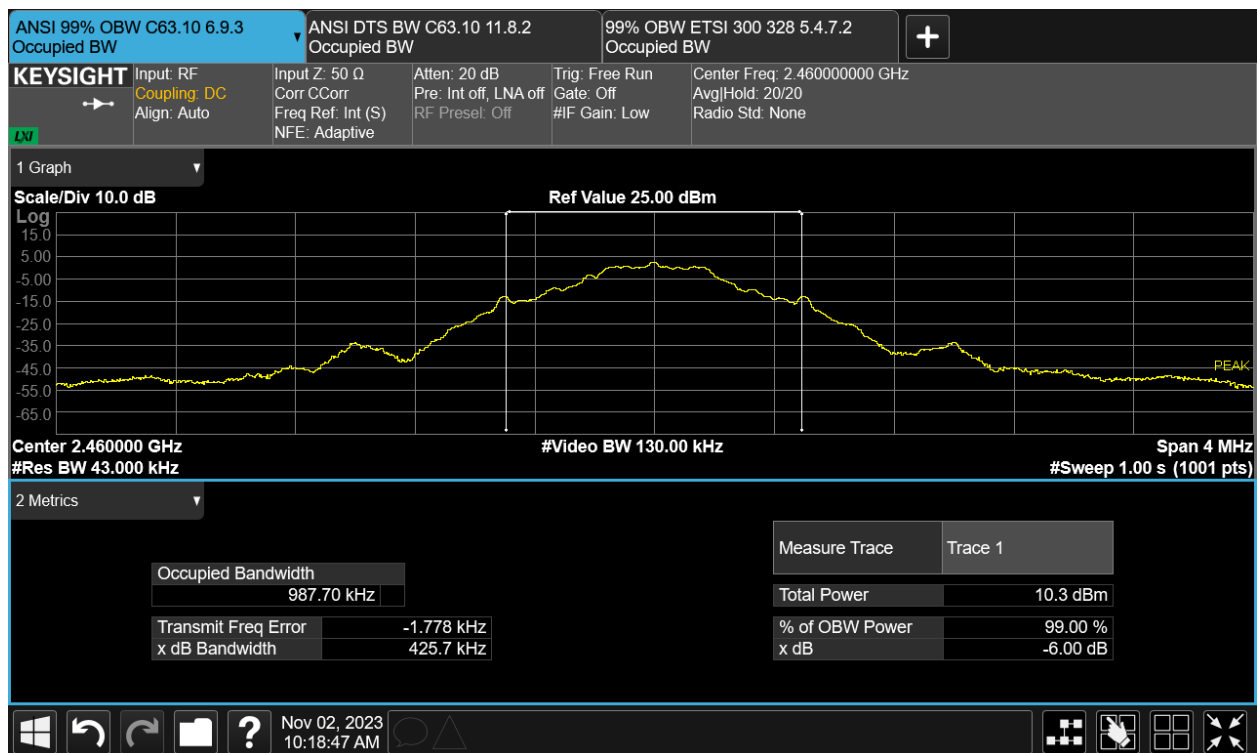 ANSI 99% OBW C63.10 6.9.3
Occupied BW
ANSI DTS BW C63.10 11.8.2
Occupied BW
99% OBW ETSI 300 328 5.4.7.2
Occupied BW
KEYSIGHT
LXI
Input: RF
Coupling: DC
Align: Auto
Input Z: 50 Ω
Corr CCorr
Freq Ref: Int (S)
NFE: Adaptive
Atten: 20 dB
Pre: Int off, LNA off
RF Presel: Off
Trig: Free Run
Gate: Off
#IF Gain: Low
Center Freq: 2.460000000 GHz
Avg|Hold: 20/20
Radio Std: None
1 Graph
Scale/Div 10.0 dB
Ref Value 25.00 dBm
Log
15.0
5.00
-5.00
-15.0
-25.0
-35.0
-45.0
-55.0
-65.0
PEAK
Center 2.460000 GHz
#Video BW 130.00 kHz
Span 4 MHz
#Res BW 43.000 kHz
#Sweep 1.00 s (1001 pts)
2 Metrics
Measure Trace Trace 1
Occupied Bandwidth
987.70 kHz
Total Power 10.3 dBm
Transmit Freq Error -1.778 kHz
% of OBW Power 99.00 %
x dB Bandwidth 425.7 kHz
x dB -6.00 dB
?
Nov 02, 2023
10:18:47 AM